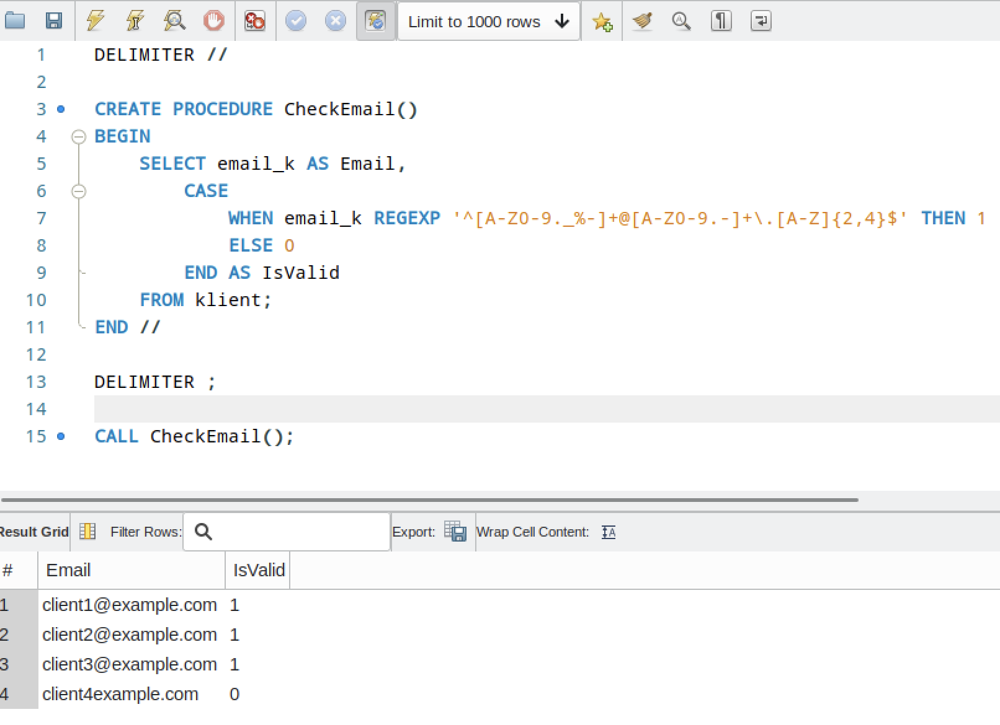 Limit to 1000 rows
1 DELIMITER //
2
3 CREATE PROCEDURE CheckEmail()
4 BEGIN
5 SELECT email_k AS Email,
6 CASE
7 WHEN email_k REGEXP '^[A-Z0-9._%-]+@[A-Z0-9.-]+\.[A-Z]{2,4}$' THEN 1
8 ELSE 0
9 END AS IsValid
10 FROM klient;
11 END //
12
13 DELIMITER ;
14
15 CALL CheckEmail();
Result Grid Filter Rows: Export: Wrap Cell Content:
# Email IsValid
1 client1@example.com 1
2 client2@example.com 1
3 client3@example.com 1
4 client4example.com 0